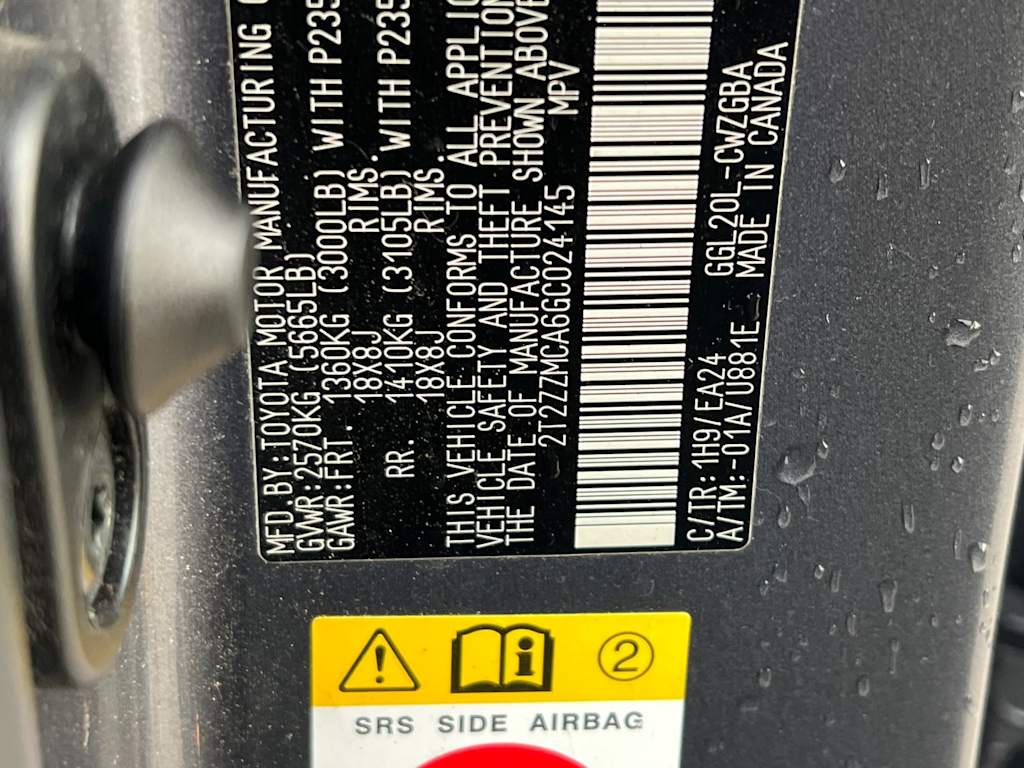 MFD.BY:TOYOTA MOTOR MANUFACTURING
GVWR:2570KG (5665LB)
GAWR:FRT. 1360KG (3000LB) WITH P235
18X8J RIMS.
RR. 1410KG (3105LB) WITH P235
18X8J RIMS.
THIS VEHICLE CONFORMS TO ALL APPLIC
VEHICLE SAFETY AND THEFT PREVENTION
THE DATE OF MANUFACTURE SHOWN ABOVE
2T2ZZMCA6GC024145 MPV
C/TR:1H9/EA24 GGL20L-CWZGBA
A/TM:-01A/U881E MADE IN CANADA
2
SRS SIDE AIRBAG